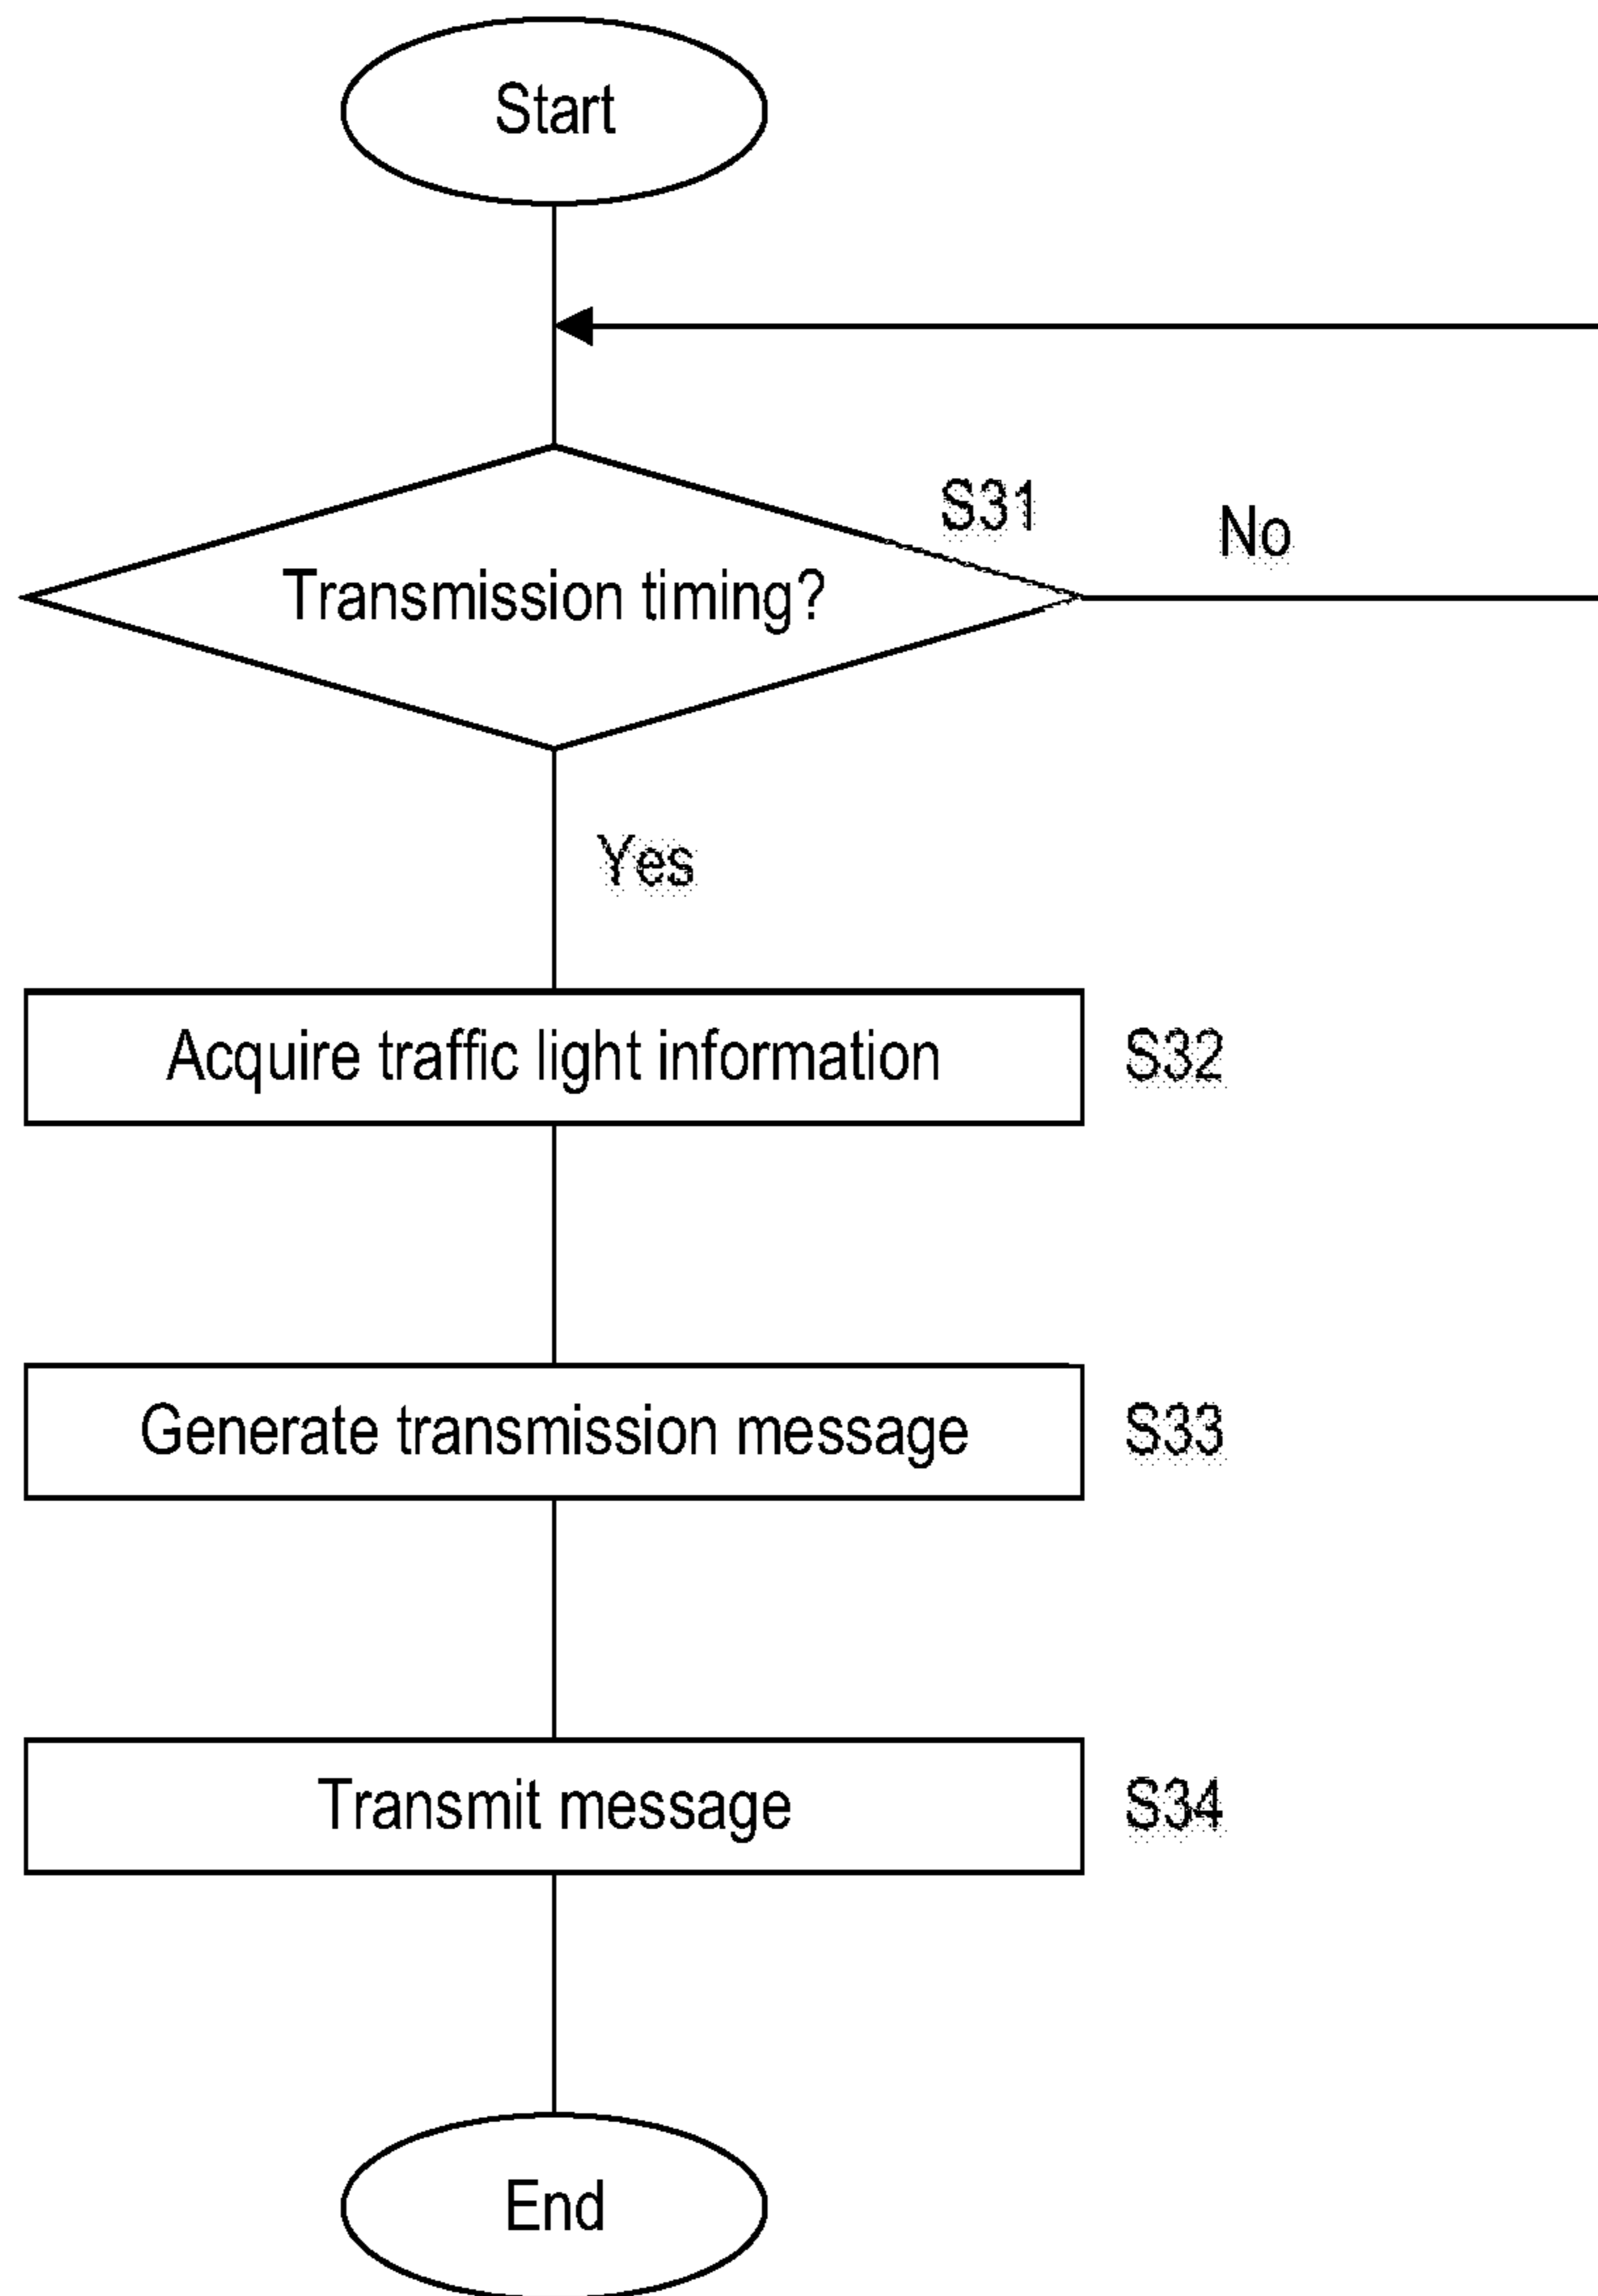 Start
S31
No
Transmission timing?
Yes
Acquire traffic light information
S32
Generate transmission message
S33
Transmit message
S34
End